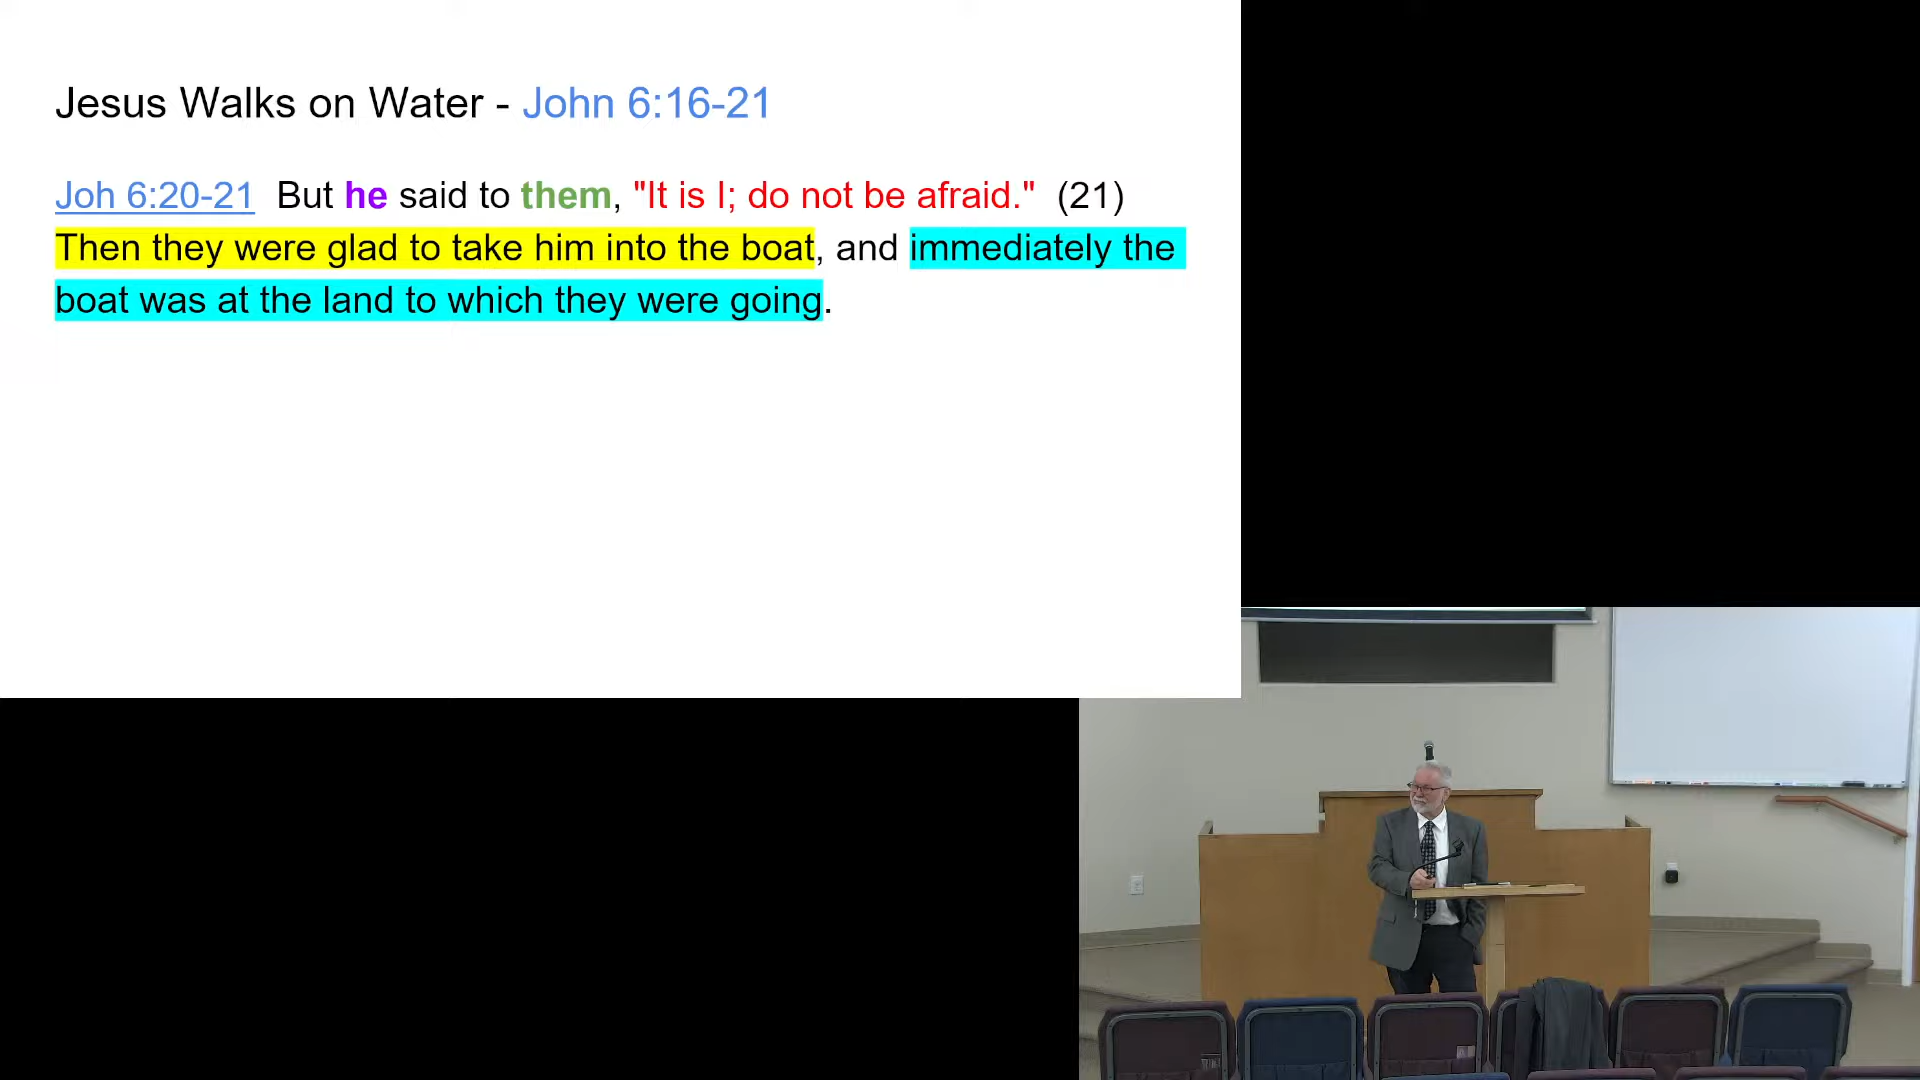 Jesus Walks on Water - John 6:16-21
Joh 6:20-21 But he said to them, "It is I; do not be afraid." (21)
Then they were glad to take him into the boat, and immediately the
boat was at the land to which they were going.